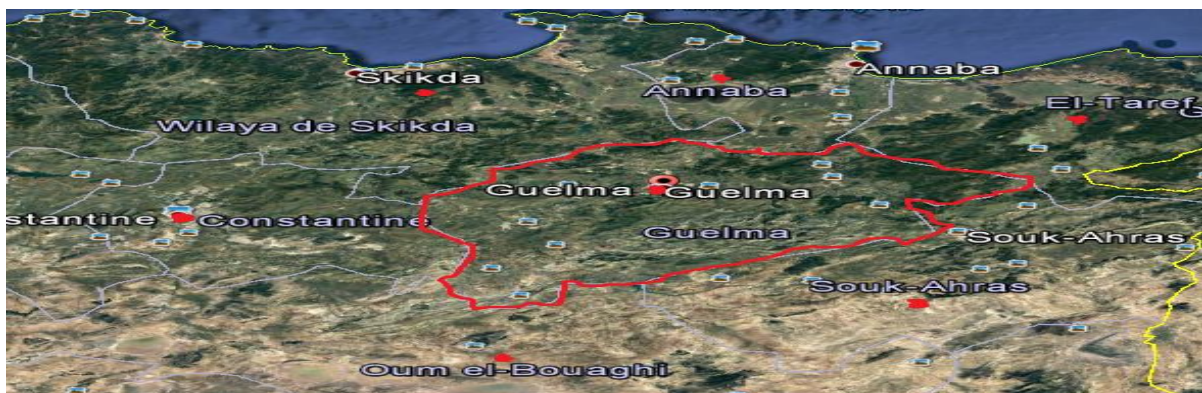 Skikda
Annaba
Annaba
El-Taref
Wilaya de Skikda
Guelma
Guelma
stantine
Constantine
Guelma
Souk-Ahras
Souk-Ahras
Oum el-Bouaghi